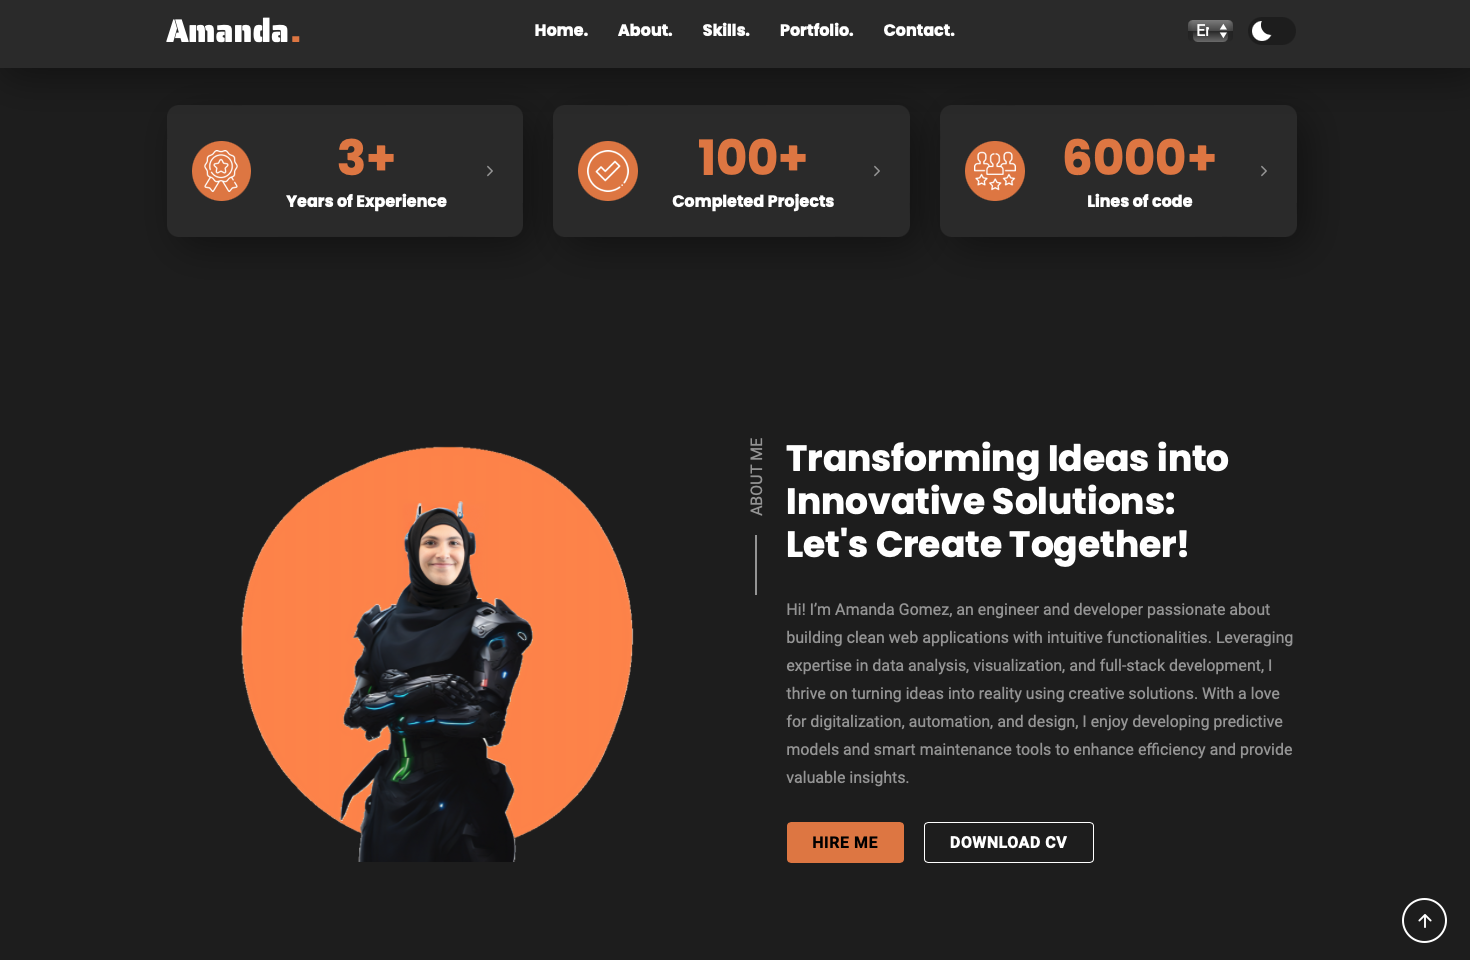 Amanda.
Home. About. Skills. Portfolio. Contact.
3+
Years of Experience
100+
Completed Projects
6000+
Lines of code
ABOUT ME
Transforming Ideas into
Innovative Solutions:
Let's Create Together!
Hi! I’m Amanda Gomez, an engineer and developer passionate about
building clean web applications with intuitive functionalities. Leveraging
expertise in data analysis, visualization, and full-stack development, I
thrive on turning ideas into reality using creative solutions. With a love
for digitalization, automation, and design, I enjoy developing predictive
models and smart maintenance tools to enhance efficiency and provide
valuable insights.
HIRE ME
DOWNLOAD CV